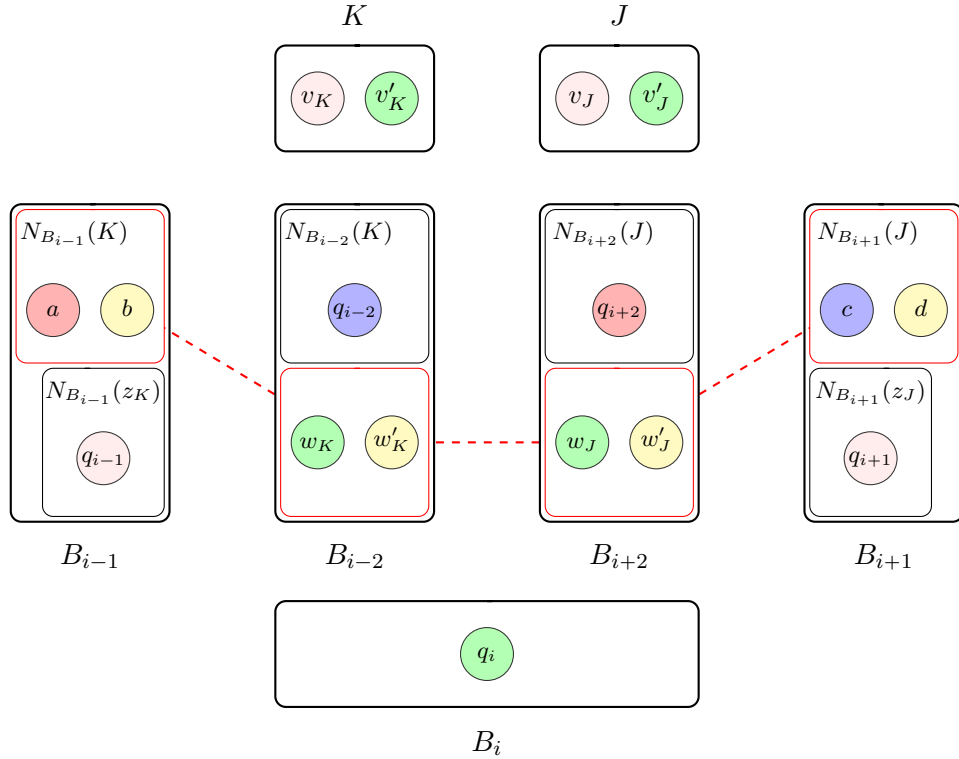 K J
v_K v'_K v_J v'_J
N_{B_{i-1}}(K) N_{B_{i-2}}(K) N_{B_{i+2}}(J) N_{B_{i+1}}(J)
a b q_{i-2} q_{i+2} c d
N_{B_{i-1}}(z_K) N_{B_{i+1}}(z_J)
w_K w'_K w_J w'_J
q_{i-1} q_{i+1}
B_{i-1} B_{i-2} B_{i+2} B_{i+1}
q_i
B_i